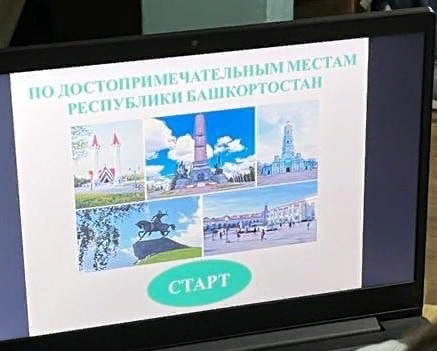 ПО ДОСТОПРИМЕЧАТЕЛЬНЫМ МЕСТАМ
РЕСПУБЛИКИ БАШКОРТОСТАН
СТАРТ